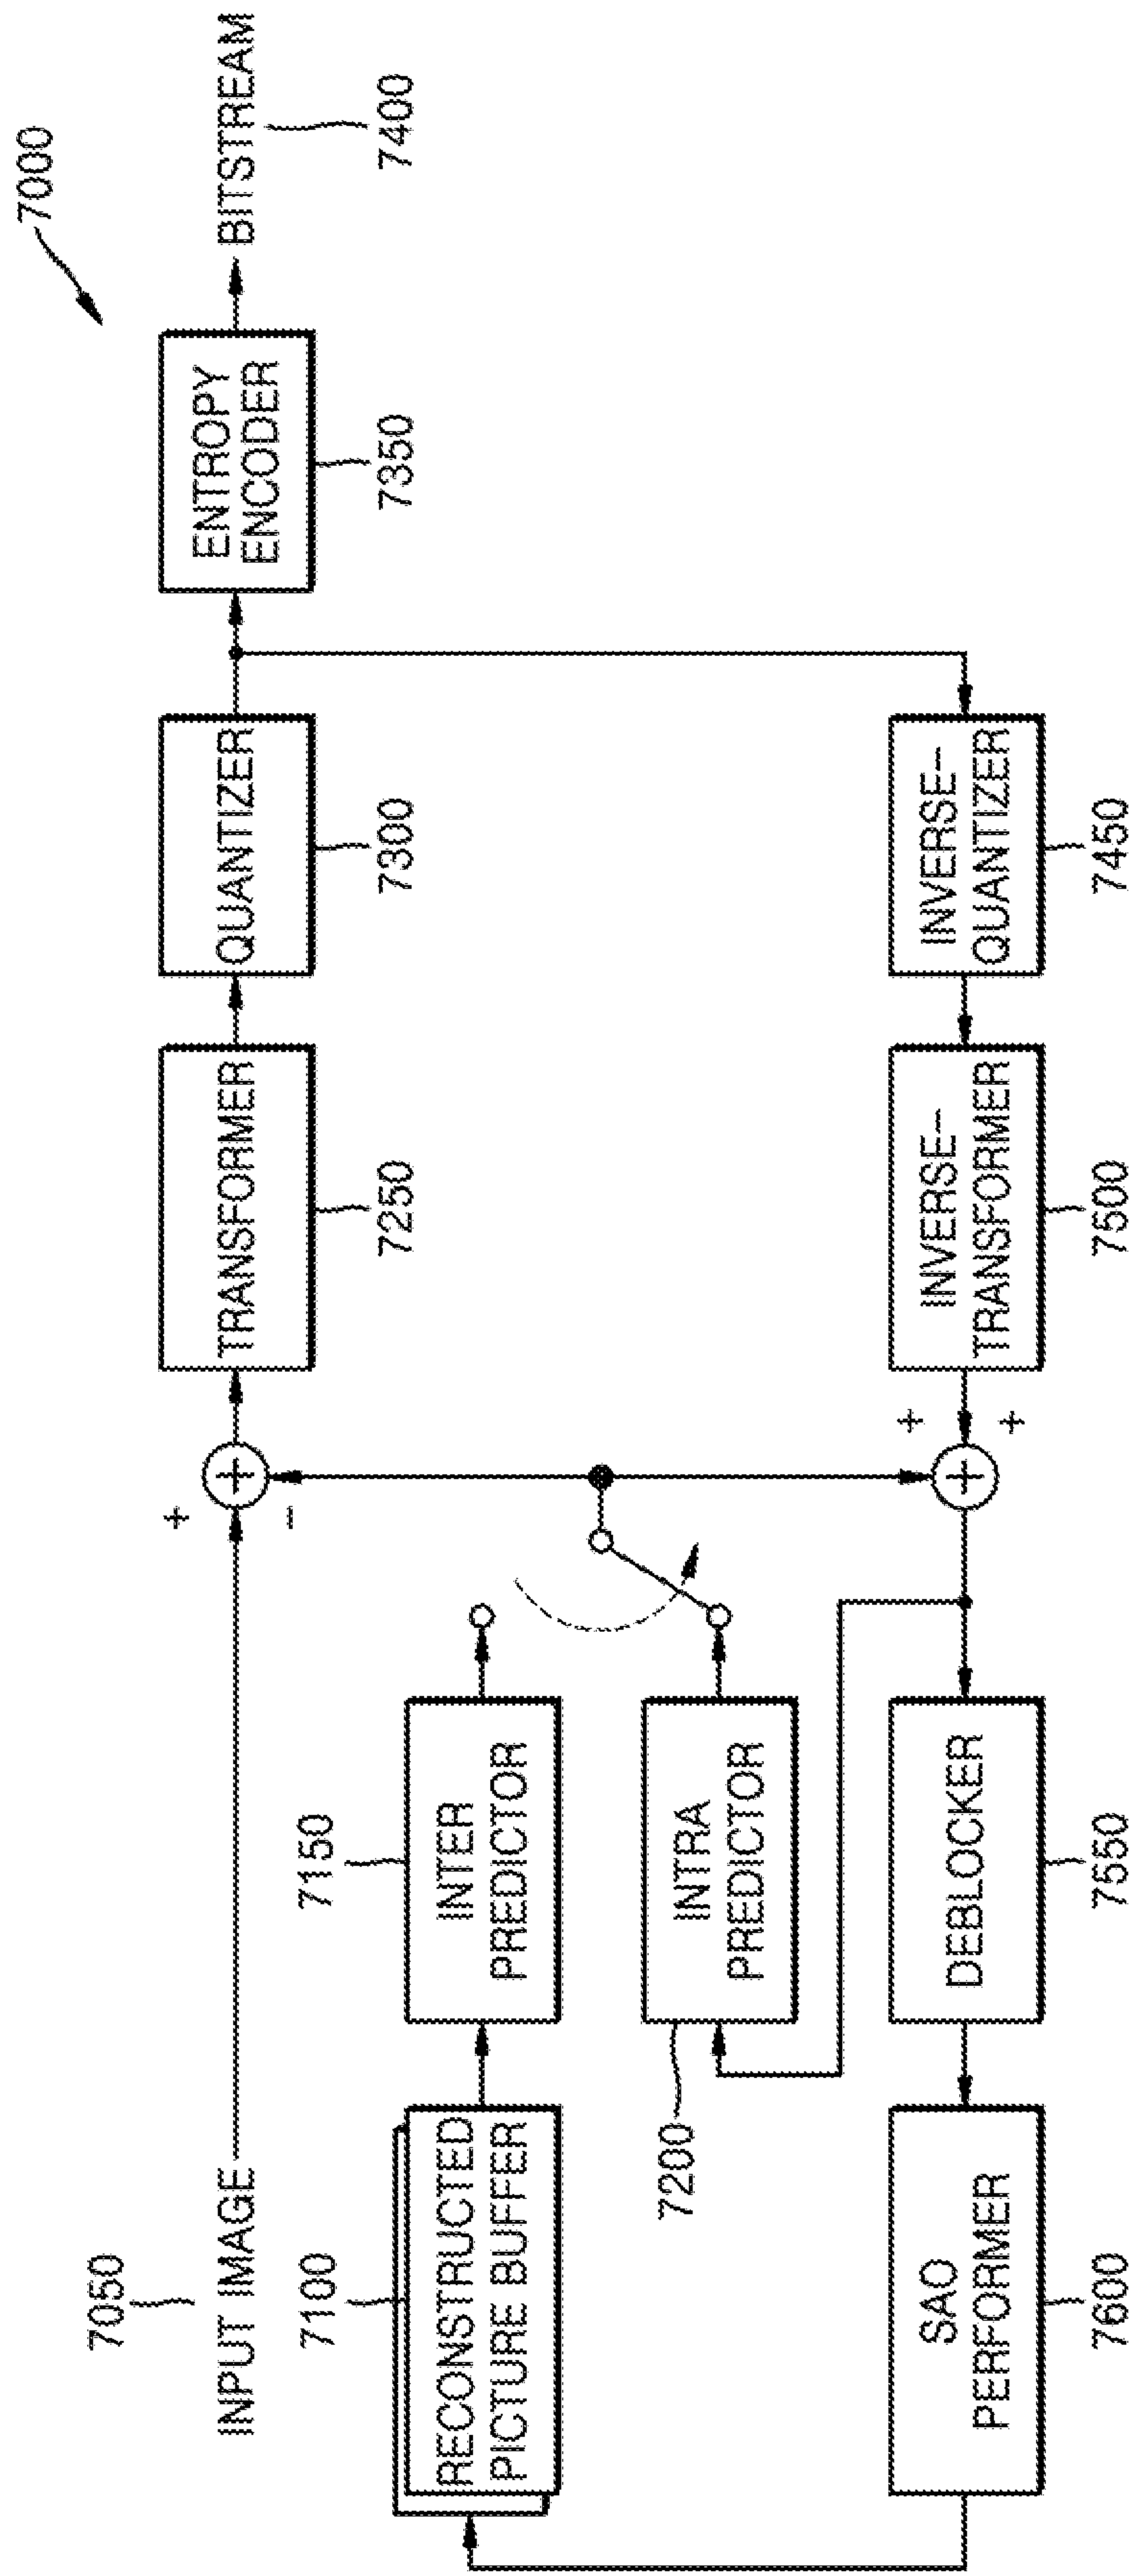 7000
7050
INPUT IMAGE
+
−
TRANSFORMER
7250
QUANTIZER
7300
ENTROPY
ENCODER
7350
BITSTREAM
7400
7100
RECONSTRUCTED
PICTURE BUFFER
7150
INTER
PREDICTOR
7200
INTRA
PREDICTOR
+
+
INVERSE−
TRANSFORMER
7500
INVERSE−
QUANTIZER
7450
SAO
PERFORMER
7600
DEBLOCKER
7550